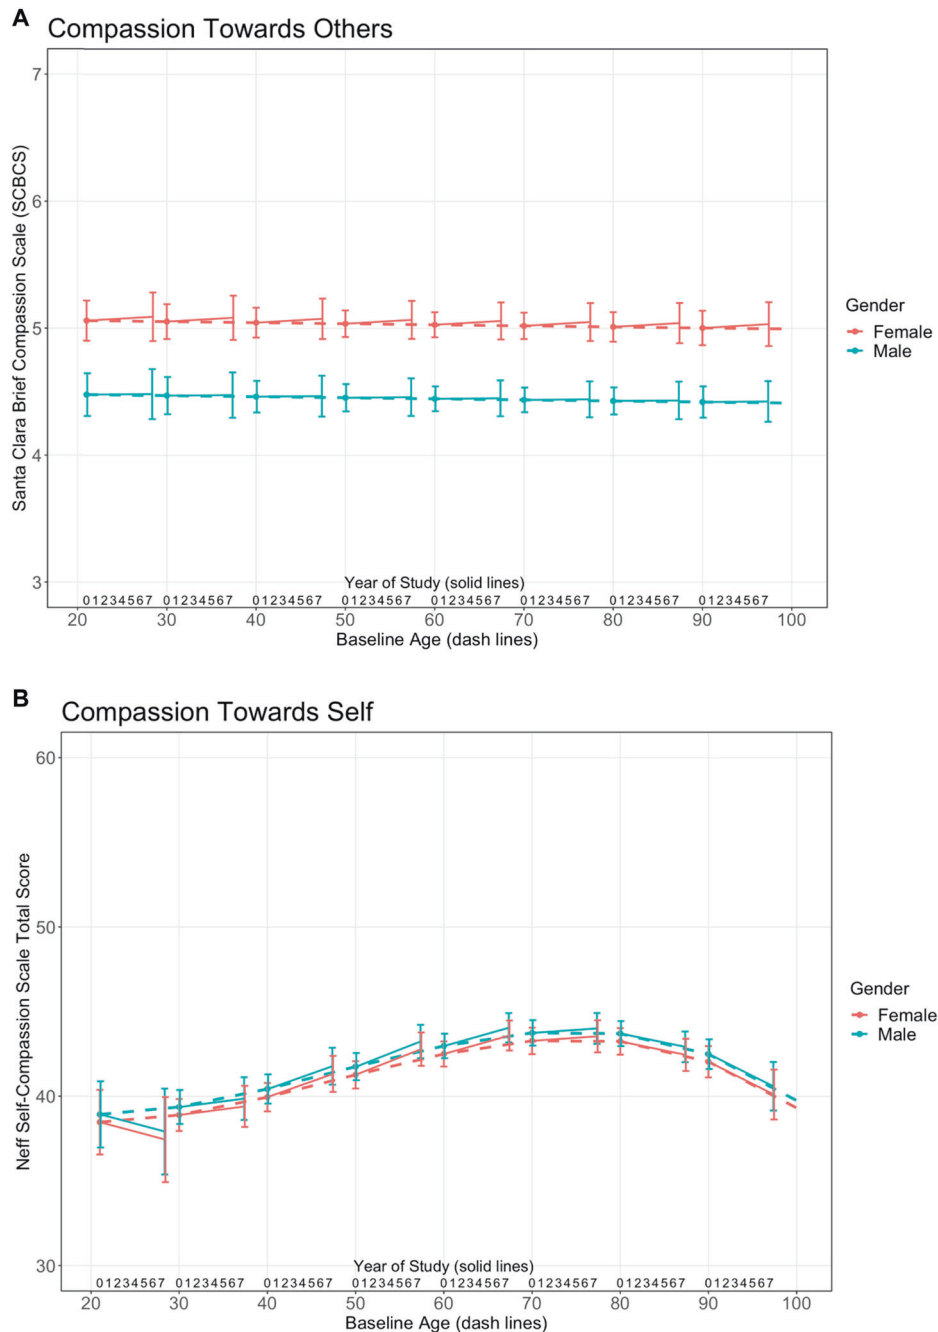 A
Compassion Towards Others
Santa Clara Brief Compassion Scale (SCBCS)
7
6
5
4
3
Gender
Female
Male
Year of Study (solid lines)
01234567 01234567 01234567 01234567 01234567 01234567 01234567 01234567
20 30 40 50 60 70 80 90 100
Baseline Age (dash lines)
B
Compassion Towards Self
Neff Self-Compassion Scale Total Score
60
50
40
30
Gender
Female
Male
Year of Study (solid lines)
01234567 01234567 01234567 01234567 01234567 01234567 01234567 01234567
20 30 40 50 60 70 80 90 100
Baseline Age (dash lines)